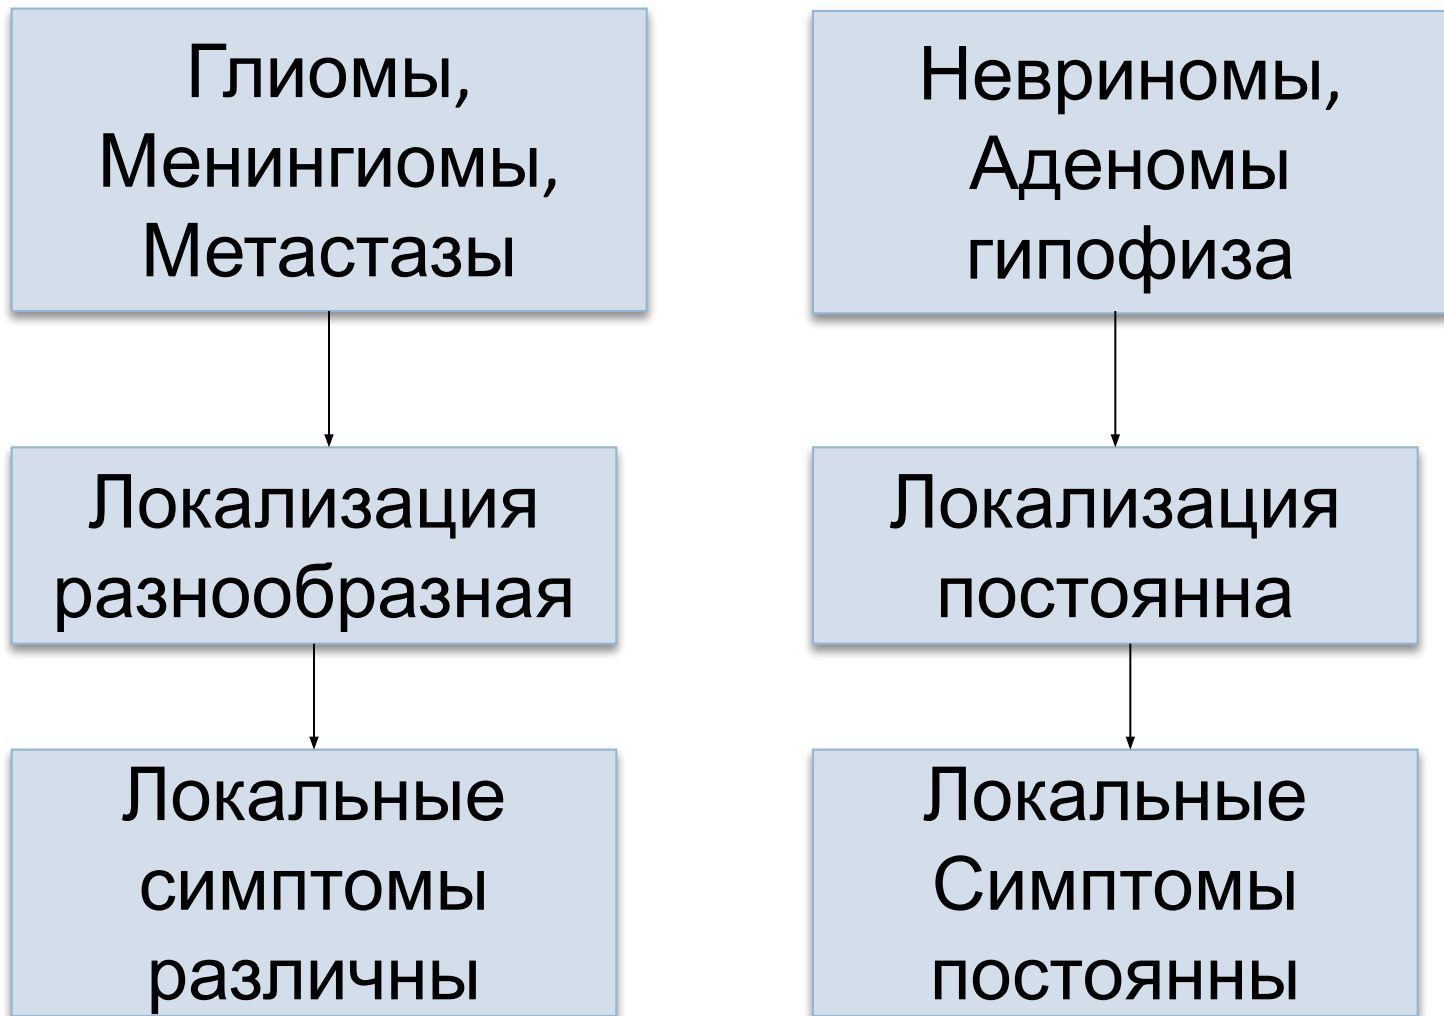 Глиомы,
Менингиомы,
Метастазы
Невриномы,
Аденомы
гипофиза
Локализация
разнообразная
Локализация
постоянна
Локальные
симптомы
различны
Локальные
Симптомы
постоянны